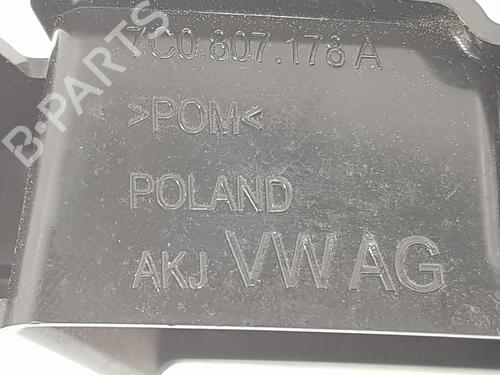 7C0.807.178 A
>POM<
POLAND
AKJ VW AG
B-PARTS